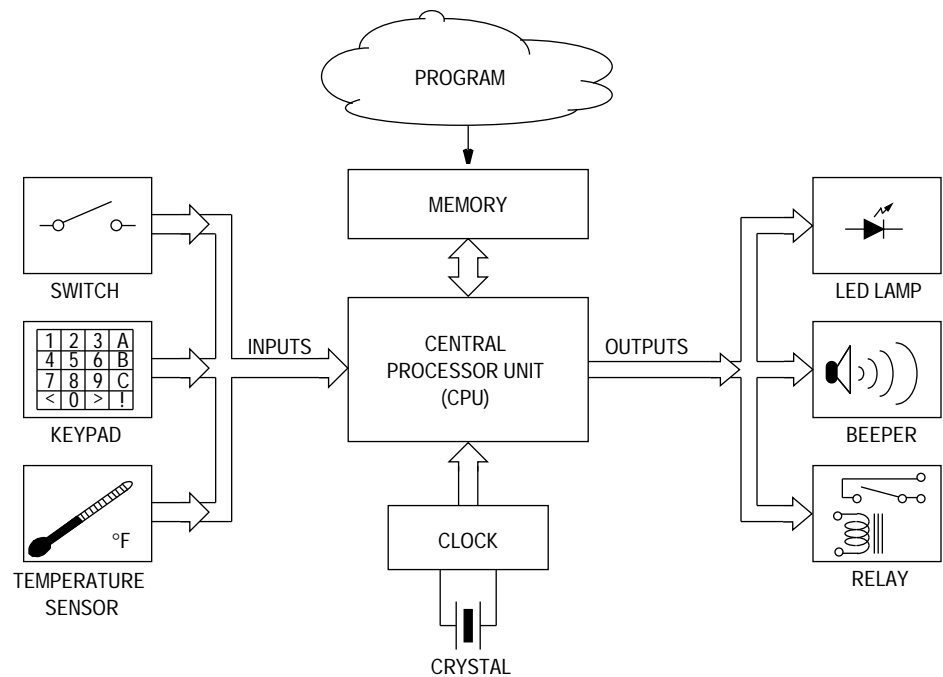 PROGRAM
MEMORY
SWITCH
LED LAMP
INPUTS
CENTRAL
PROCESSOR UNIT
(CPU)
OUTPUTS
1 2 3 A
4 5 6 B
7 8 9 C
< 0 > !
KEYPAD
BEEPER
°F
TEMPERATURE
SENSOR
CLOCK
RELAY
CRYSTAL